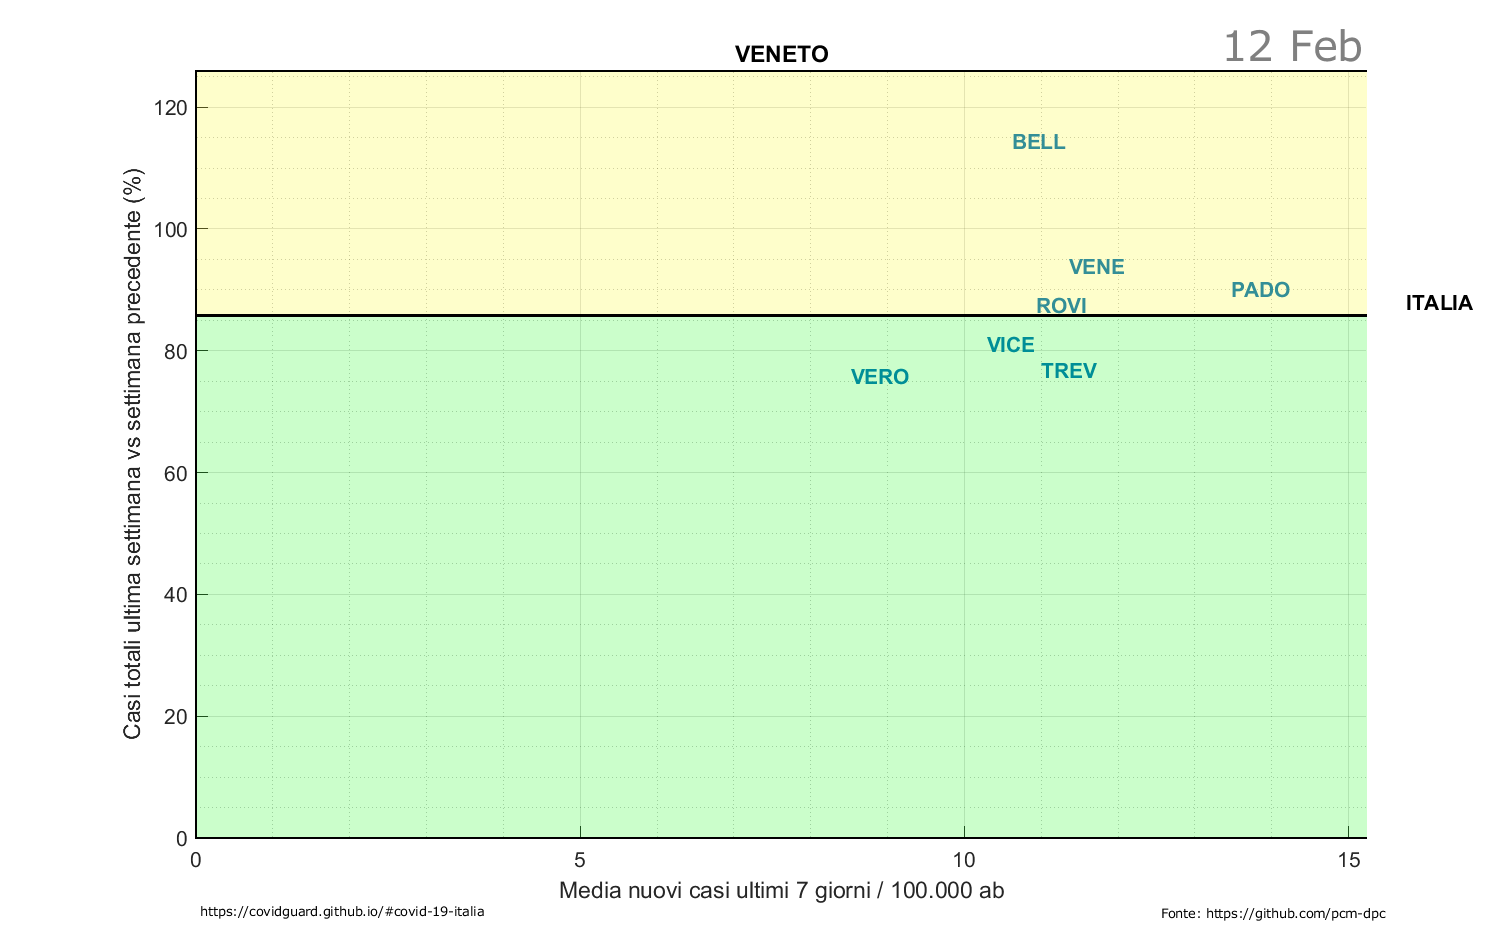 VENETO
12 Feb
120
100
80
60
40
20
0
Casi totali ultima settimana vs settimana precedente (%)
BELL
VENE
PADO
ROVI
ITALIA
VICE
TREV
VERO
0
5
10
15
Media nuovi casi ultimi 7 giorni / 100.000 ab
https://covidguard.github.io/#covid-19-italia
Fonte: https://github.com/pcm-dpc